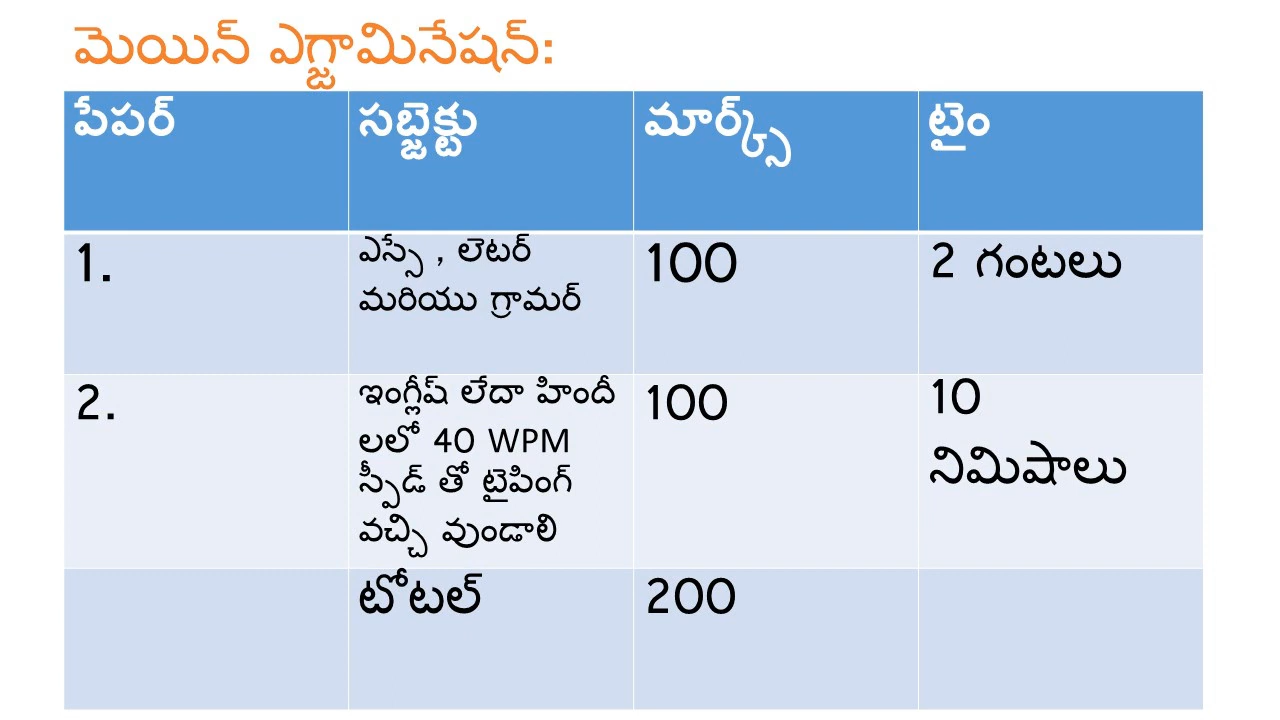 మెయిన్ ఎగ్జామినేషన్:
పేపర్ సబ్జెక్టు మార్క్స్ టైం
1. ఎస్సే , లెటర్ 100 2 గంటలు
మరియు గ్రామర్
2. ఇంగ్లీష్ లేదా హిందీ 100 10
లలో 40 WPM నిమిషాలు
స్పీడ్ తో టైపింగ్
వచ్చి వుండాలి
టోటల్ 200